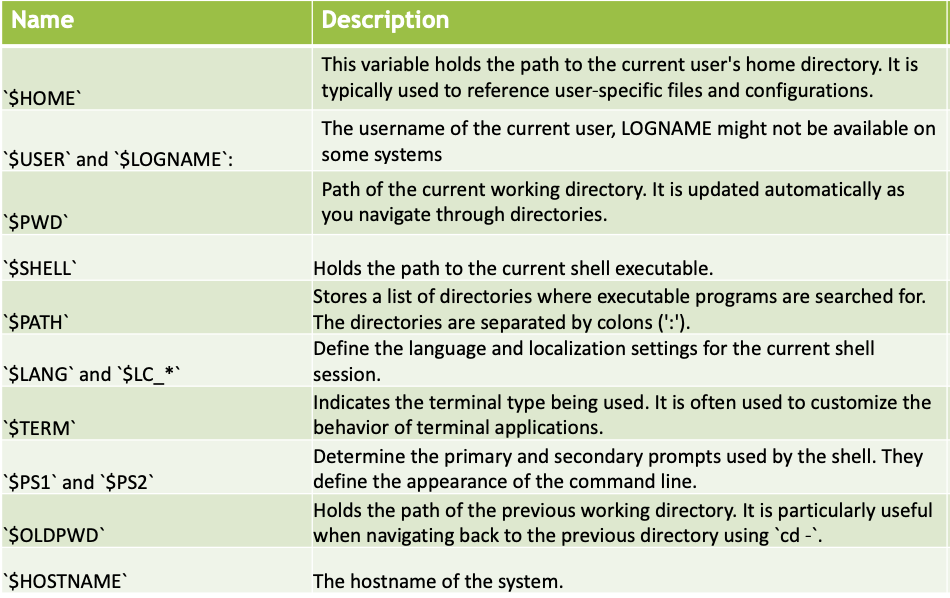 Name Description
This variable holds the path to the current user's home directory. It is
`$HOME` typically used to reference user-specific files and configurations.
The username of the current user, LOGNAME might not be available on
`$USER` and `$LOGNAME`: some systems
Path of the current working directory. It is updated automatically as
`$PWD` you navigate through directories.
`$SHELL` Holds the path to the current shell executable.
Stores a list of directories where executable programs are searched for.
`$PATH` The directories are separated by colons (':').
Define the language and localization settings for the current shell
`$LANG` and `$LC_*` session.
Indicates the terminal type being used. It is often used to customize the
`$TERM` behavior of terminal applications.
Determine the primary and secondary prompts used by the shell. They
`$PS1` and `$PS2` define the appearance of the command line.
Holds the path of the previous working directory. It is particularly useful
`$OLDPWD` when navigating back to the previous directory using `cd -`.
`$HOSTNAME` The hostname of the system.